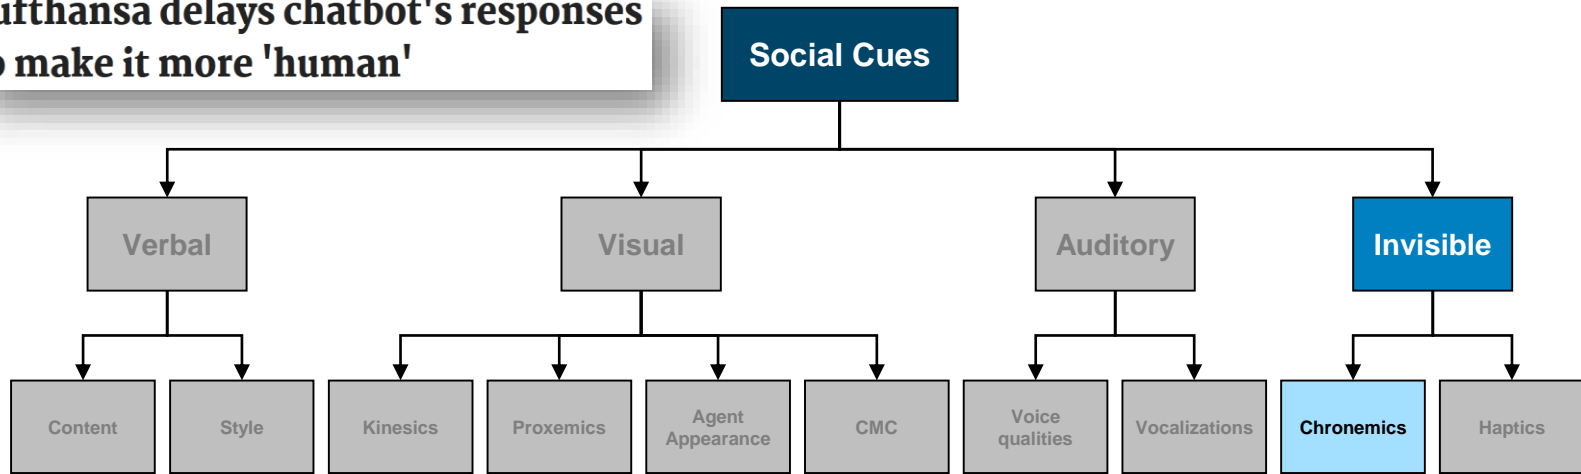 ufthansa delays chatbot's responses
make it more 'human'
Social Cues
Verbal
Visual
Auditory
Invisible
Content
Style
Kinesics
Proxemics
Agent
Appearance
CMC
Voice
qualities
Vocalizations
Chronemics
Haptics